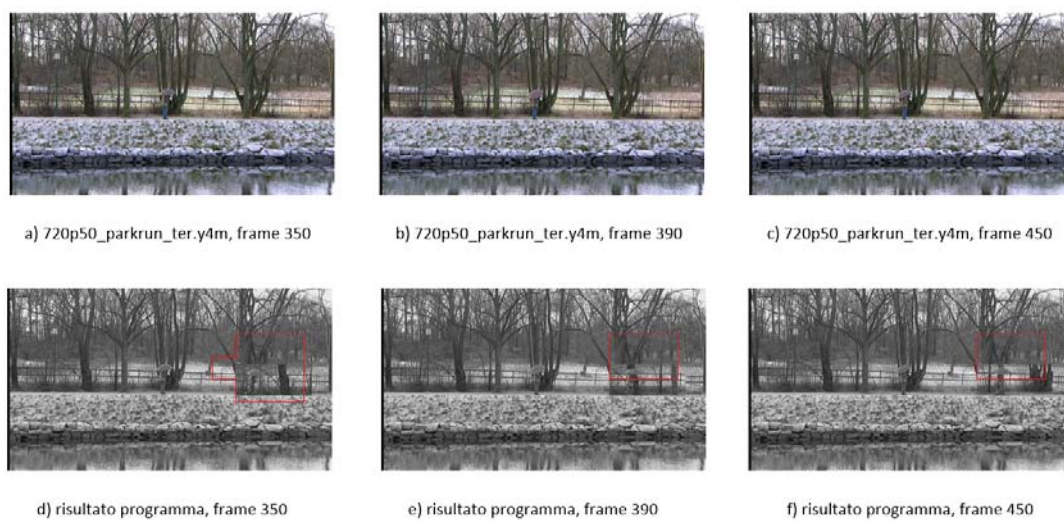 a) 720p50_parkrun_ter.y4m, frame 350
b) 720p50_parkrun_ter.y4m, frame 390
c) 720p50_parkrun_ter.y4m, frame 450
d) risultato programma, frame 350
e) risultato programma, frame 390
f) risultato programma, frame 450